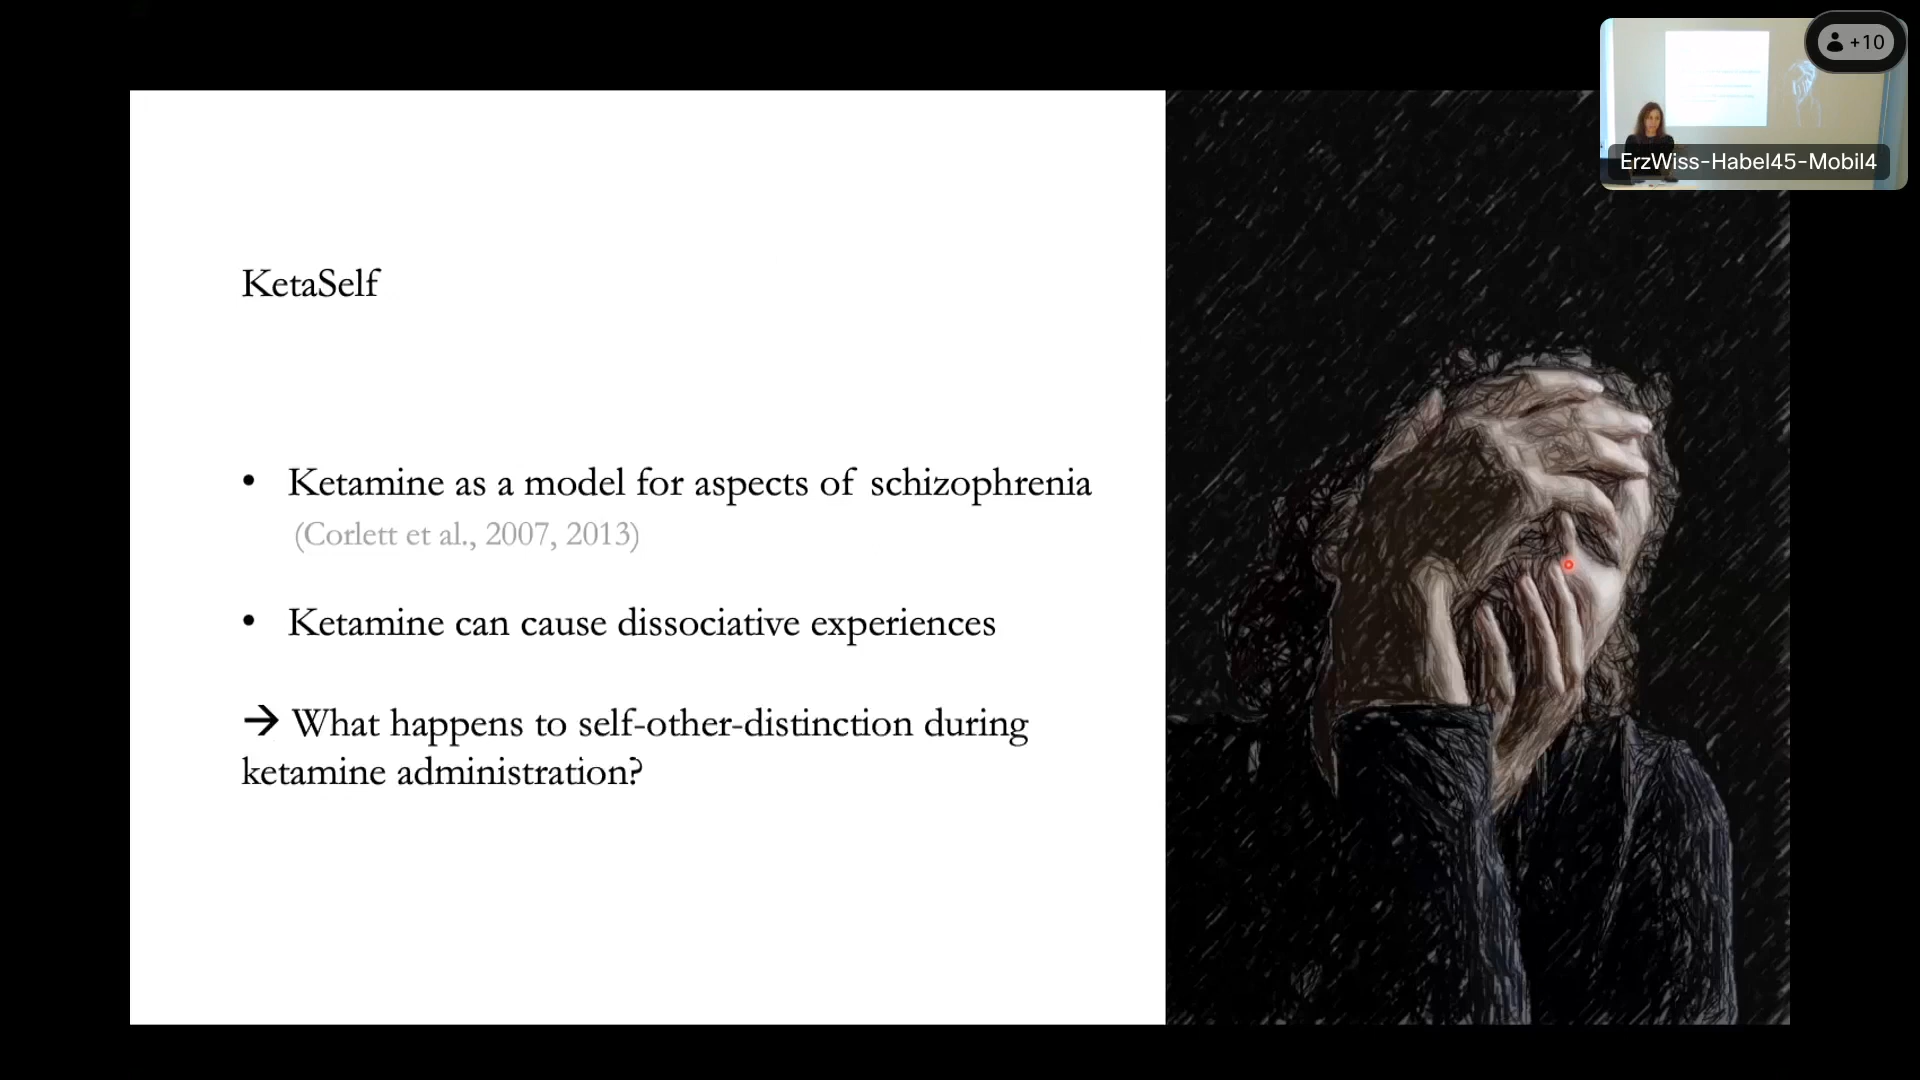 +10
ErzWiss-Habel45-Mobil4
KetaSelf
• Ketamine as a model for aspects of schizophrenia
(Corlett et al., 2007, 2013)
• Ketamine can cause dissociative experiences
→ What happens to self-other-distinction during
ketamine administration?